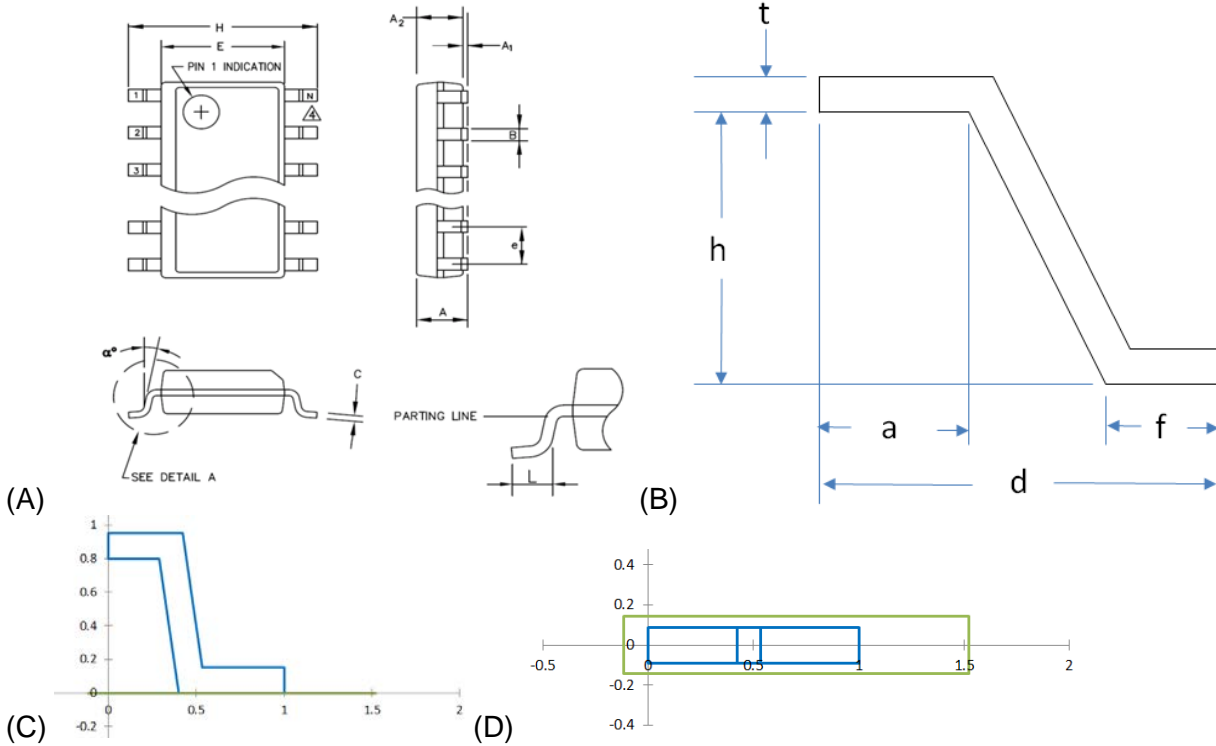 A₂
H
E
A₁
PIN 1 INDICATION
1
N
4
2
B
3
e
A
α°
C
PARTING LINE
SEE DETAIL A
L
(A)
t
h
a
f
d
(B)
1
0.8
0.6
0.4
0.2
0
-0.2
0 0.5 1 1.5 2
(C)
0.4
0.2
0
-0.2
-0.4
-0.5 0 0.5 1 1.5 2
(D)